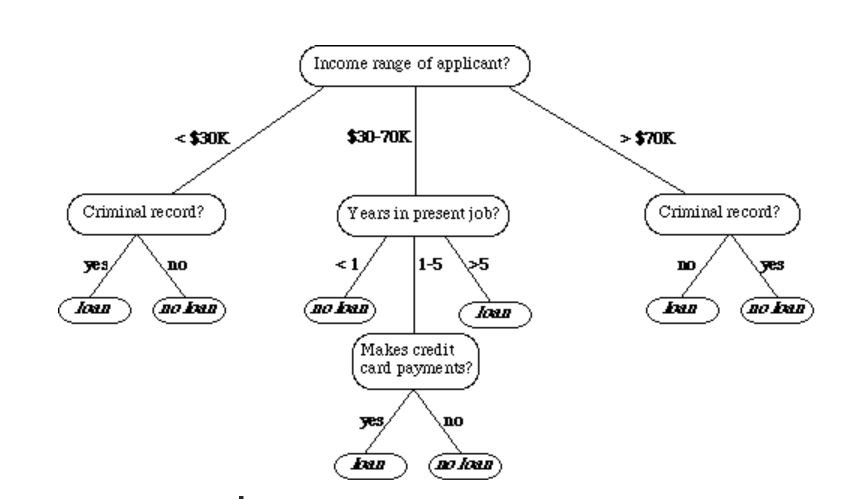 Income range of applicant?
< $30K
$30-70K
> $70K
Criminal record?
Years in present job?
Criminal record?
yes
no
< 1
1-5
>5
no
yes
loan
no loan
no loan
loan
loan
no loan
Makes credit
card payments?
yes
no
loan
no loan